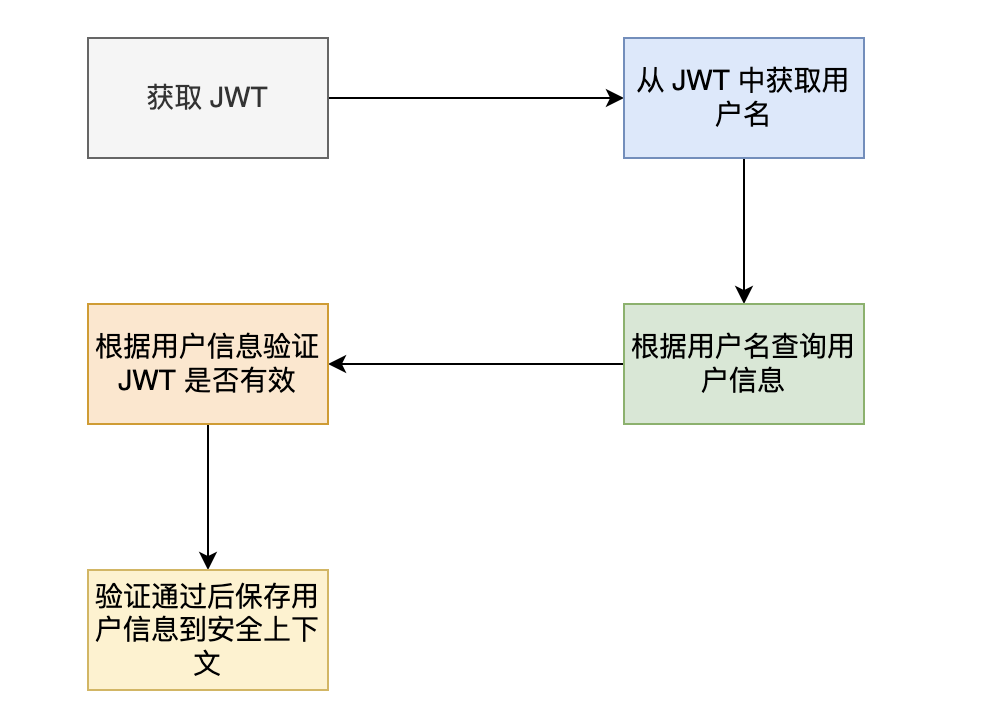 获取 JWT
从 JWT 中获取用
户名
根据用户名查询用
户信息
根据用户信息验证
JWT 是否有效
验证通过后保存用
户信息到安全上下
文